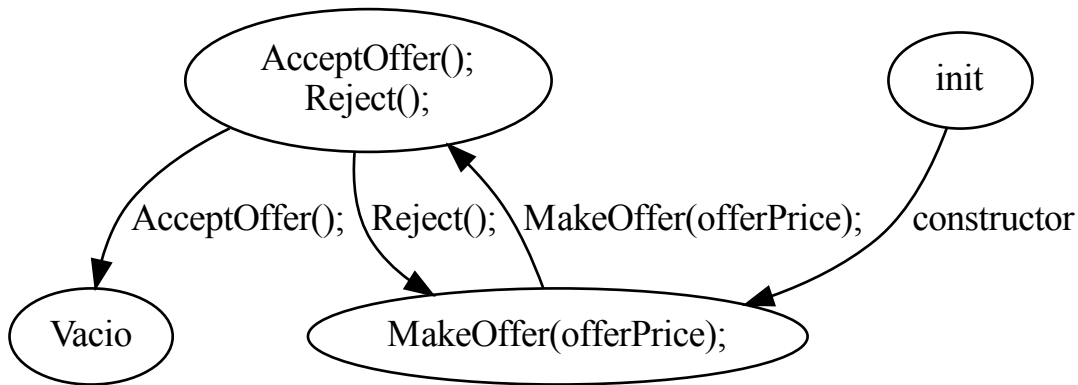 AcceptOffer();
Reject();
init
AcceptOffer();
Reject();
MakeOffer(offerPrice);
constructor
Vacio
MakeOffer(offerPrice);